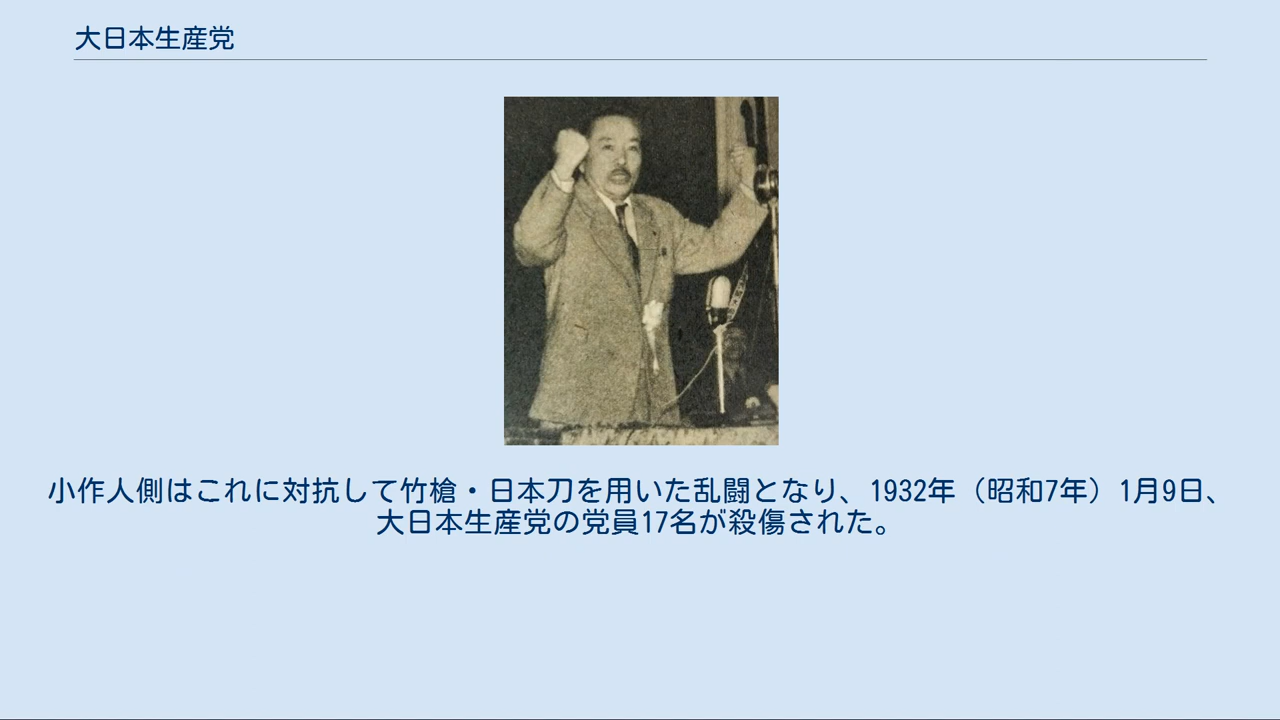 大日本生産党
小作人側はこれに対抗して竹槍・日本刀を用いた乱闘となり、1932年（昭和7年）1月9日、
大日本生産党の党員17名が殺傷された。